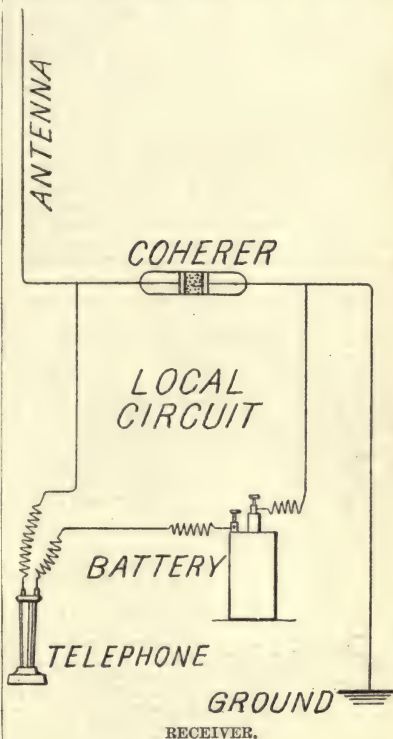 ANTENNA
COHERER
LOCAL
CIRCUIT
BATTERY
TELEPHONE
GROUND
RECEIVER.